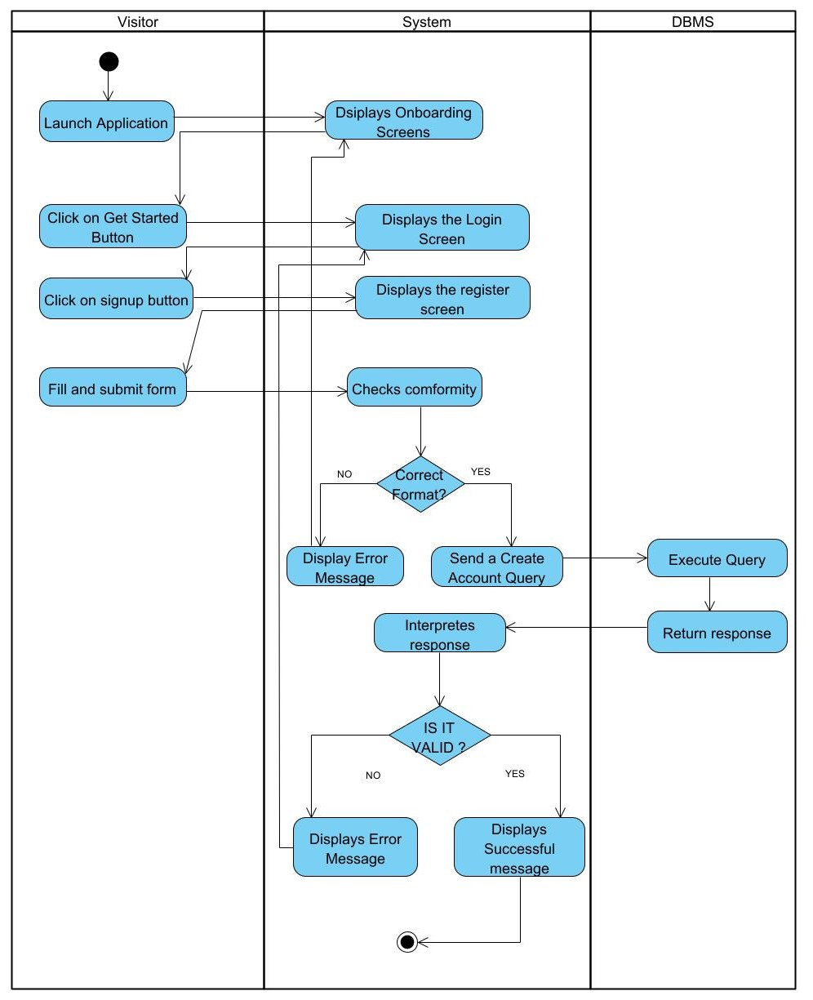 Visitor
System
DBMS
Launch Application
Dsiplays Onboarding
Screens
Click on Get Started
Button
Displays the Login
Screen
Click on signup button
Displays the register
screen
Fill and submit form
Checks comformity
Correct
Format?
NO
YES
Display Error
Message
Send a Create
Account Query
Execute Query
Interpretes
response
Return response
IS IT
VALID ?
NO
YES
Displays Error
Message
Displays
Successful
message